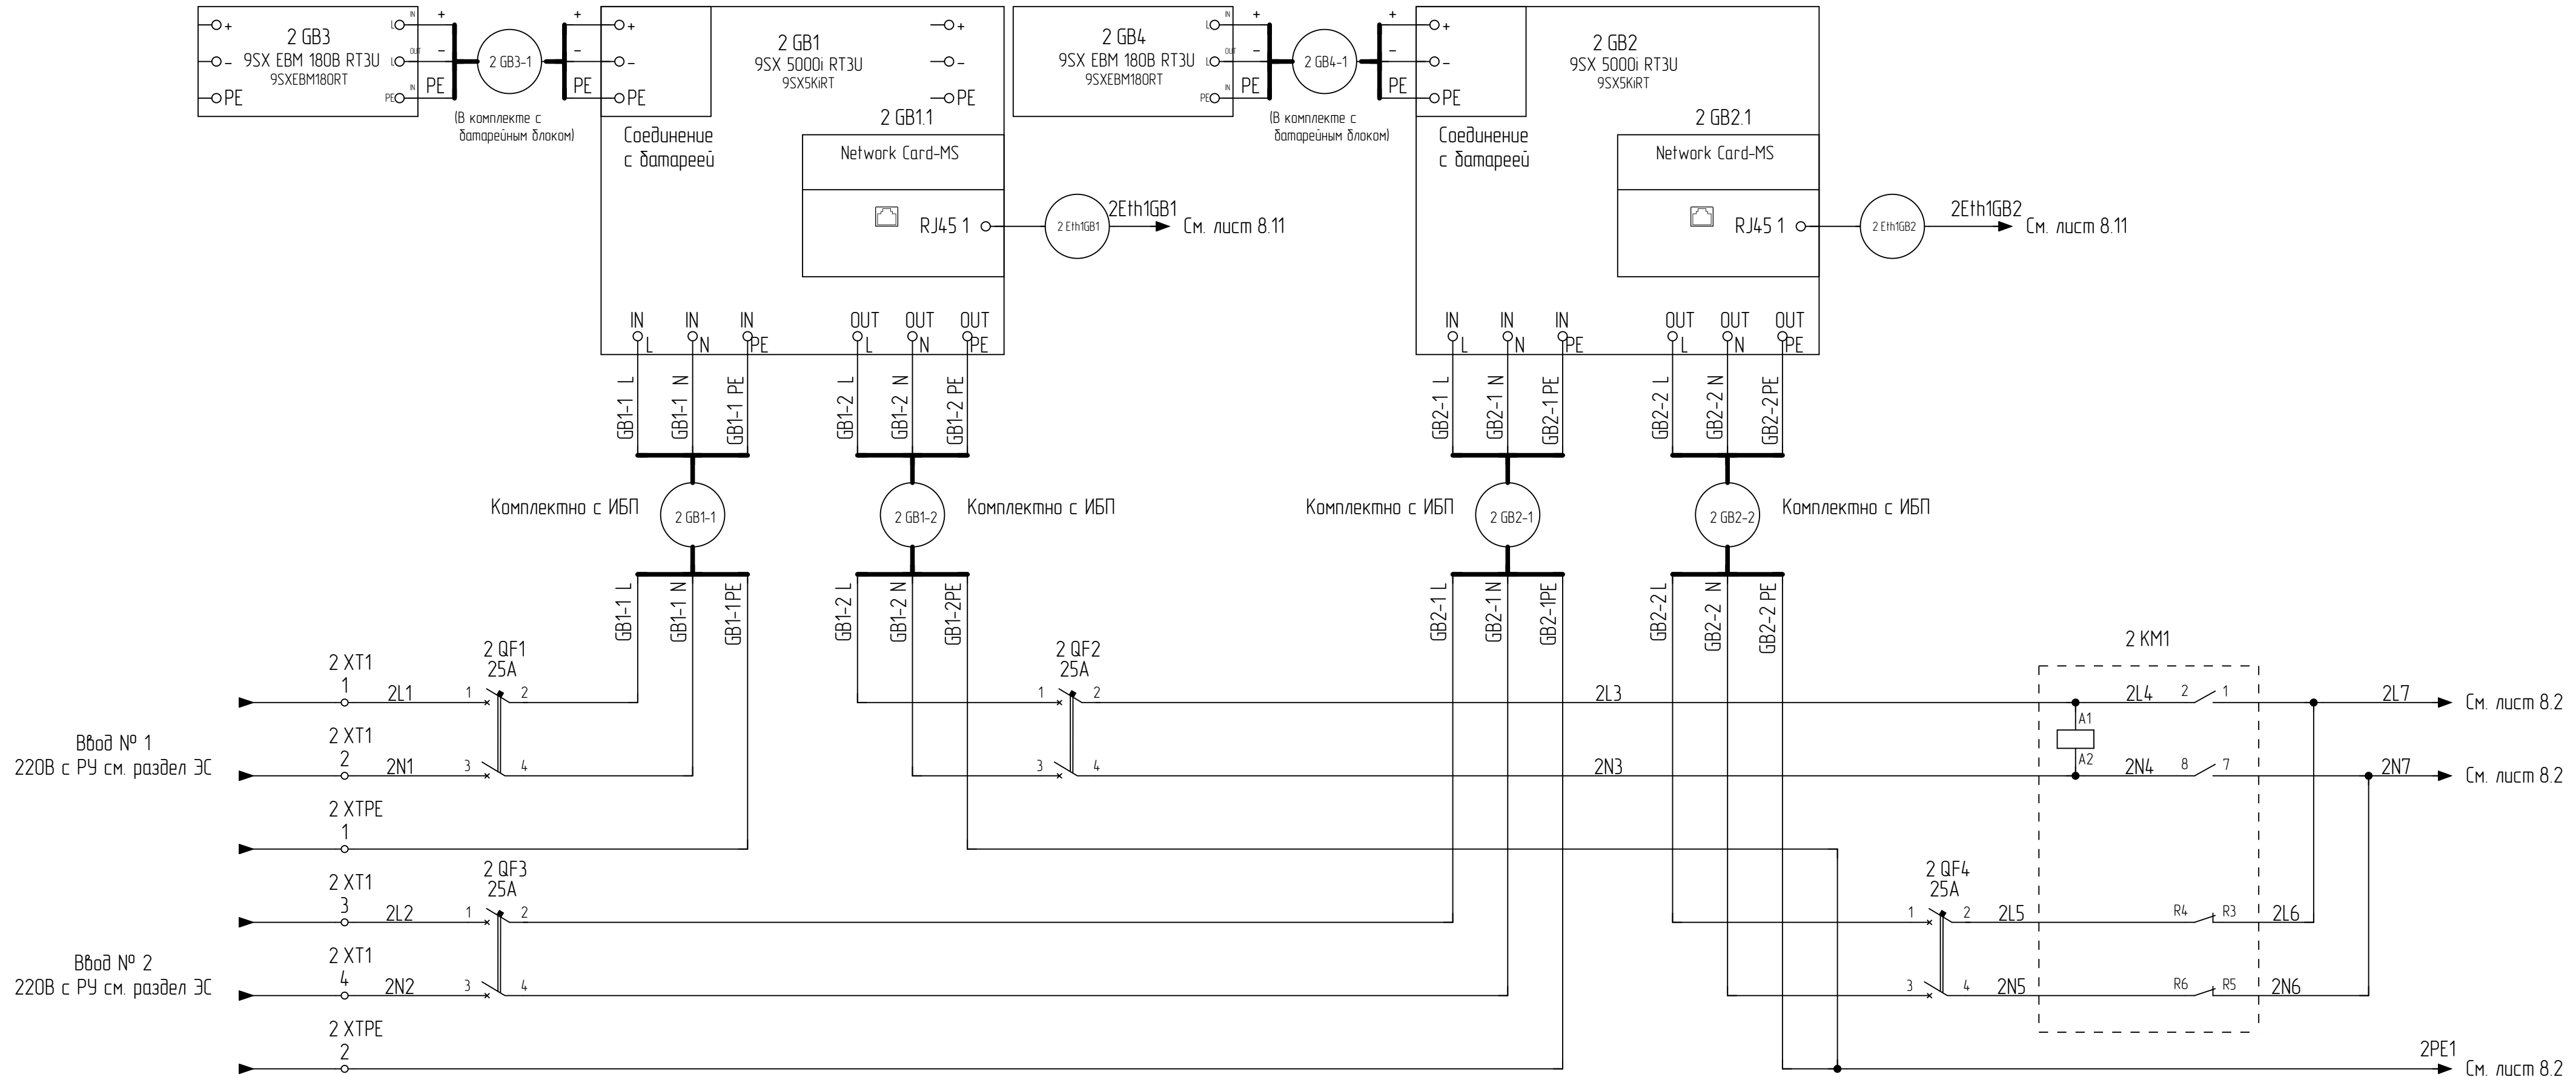 2 GB3
9SX EBM 180В RT3U
9SXEBM180RT
+
-
PE
IN
L
OUT
L
IN
PE
+
-
PE
2 GB3-1
(В комплекте с
батарейным блоком)
+
-
PE
+
-
PE
Соединение
с батареей
2 GB1
9SX 5000i RT3U
9SX5KiRT
+
-
PE
2 GB1.1
Network Card-MS
RJ45 1
2 Eth1GB1
2Eth1GB1
См. лист 8.11
2 GB4
9SX EBM 180В RT3U
9SXEBM180RT
IN
L
OUT
L
IN
PE
+
-
PE
2 GB4-1
(В комплекте с
батарейным блоком)
+
-
PE
+
-
PE
Соединение
с батареей
2 GB2
9SX 5000i RT3U
9SX5KiRT
2 GB2.1
Network Card-MS
RJ45 1
2 Eth1GB2
2Eth1GB2
См. лист 8.11
IN IN IN OUT OUT OUT
L N PE L N PE
IN IN IN OUT OUT OUT
L N PE L N PE
GB1-1 L
GB1-1 N
GB1-1 PE
GB1-2 L
GB1-2 N
GB1-2 PE
GB2-1 L
GB2-1 N
GB2-1 PE
GB2-2 L
GB2-2 N
GB2-2PE
Комплектно с ИБП
2 GB1-1
2 GB1-2
Комплектно с ИБП
Комплектно с ИБП
2 GB2-1
2 GB2-2
Комплектно с ИБП
GB1-1 L
GB1-1 N
GB1-1PE
GB1-2 L
GB1-2 N
GB1-2PE
GB2-1 L
GB2-1 N
GB2-1PE
GB2-2 L
GB2-2 N
GB2-2 PE
Ввод № 1
220В с РУ см. раздел ЭС
2 XT1
1
2L1
2 QF1
25A
1 2
2 XT1
2
2N1
3 4
2 XTPE
1
2 QF2
25A
1 2
3 4
2L3
2N3
2 KM1
A1
A2
2L4
2 1
2L7
См. лист 8.2
2N4
8 7
2N7
См. лист 8.2
Ввод № 2
220В с РУ см. раздел ЭС
2 XT1
3
2L2
2 QF3
25A
1 2
2 XT1
4
2N2
3 4
2 XTPE
2
2 QF4
25A
1 2
2L5
R4 R3
2L6
3 4
2N5
R6 R5
2N6
2PE1
См. лист 8.2